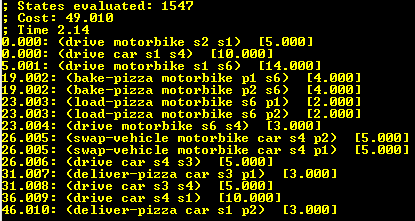 ; States evaluated: 1547
; Cost: 49.010
; Time 2.14
0.000: (drive motorbike s2 s1)  [5.000]
0.000: (drive car s1 s4)  [10.000]
5.001: (drive motorbike s1 s6)  [14.000]
19.002: (bake-pizza motorbike p1 s6)  [4.000]
19.002: (bake-pizza motorbike p2 s6)  [4.000]
23.003: (load-pizza motorbike s6 p1)  [2.000]
23.003: (load-pizza motorbike s6 p2)  [2.000]
23.004: (drive motorbike s6 s4)  [3.000]
26.005: (swap-vehicle motorbike car s4 p2)  [5.000]
26.005: (swap-vehicle motorbike car s4 p1)  [5.000]
26.006: (drive car s4 s3)  [5.000]
31.007: (deliver-pizza car s3 p1)  [3.000]
31.008: (drive car s3 s4)  [5.000]
36.009: (drive car s4 s1)  [10.000]
46.010: (deliver-pizza car s1 p2)  [3.000]